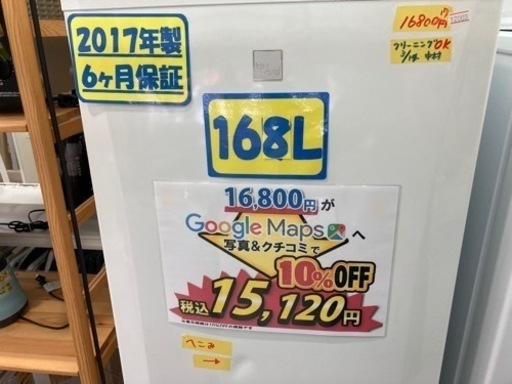 2017年製
6ヶ月保証
16800円
クリーニングOK
中村
168L
16,800円が
Google Mapsへ
写真&クチコミで
10%OFF
税込15,120円
へこみ
→